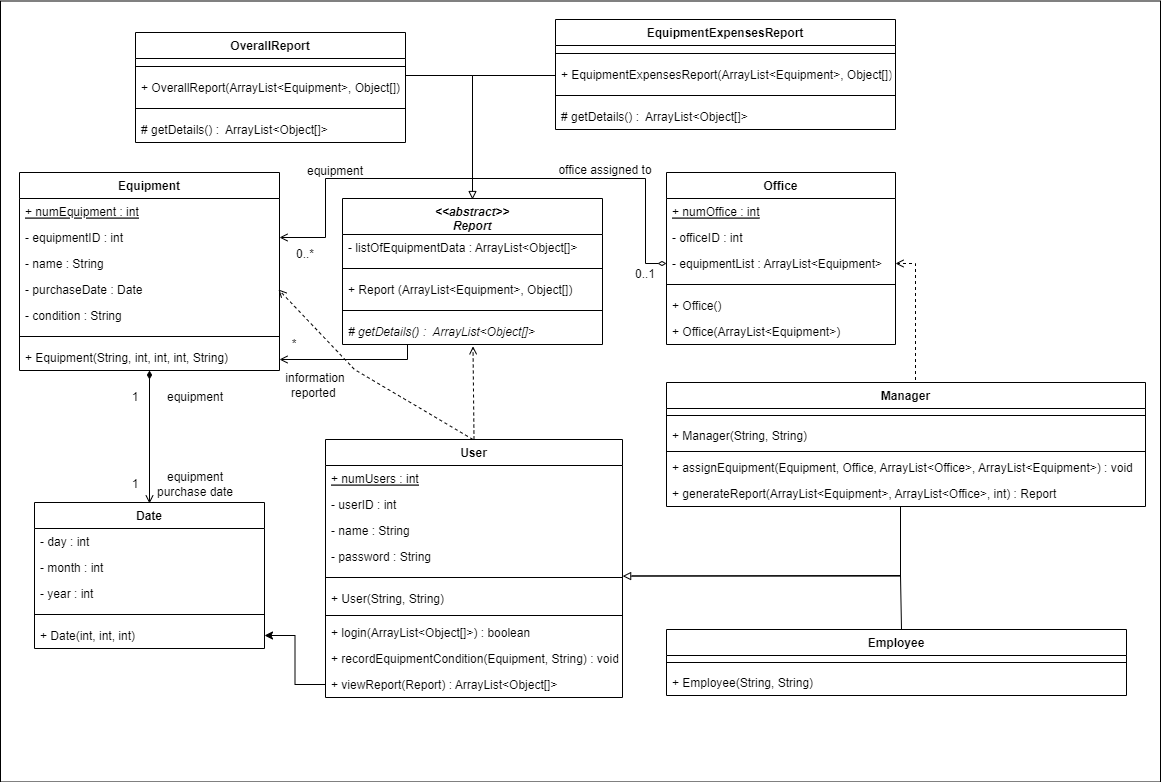 OverallReport
+ OverallReport(ArrayList<Equipment>, Object[])
# getDetails() :  ArrayList<Object[]>
EquipmentExpensesReport
+ EquipmentExpensesReport(ArrayList<Equipment>, Object[])
# getDetails() :  ArrayList<Object[]>
equipment
office assigned to
Equipment
+ numEquipment : int
- equipmentID : int
- name : String
- purchaseDate : Date
- condition : String
+ Equipment(String, int, int, int, String)
0..*
<<abstract>>
Report
- listOfEquipmentData : ArrayList<Object[]>
+ Report (ArrayList<Equipment>, Object[])
# getDetails() :  ArrayList<Object[]>
*
information
reported
0..1
Office
+ numOffice : int
- officeID : int
- equipmentList : ArrayList<Equipment>
+ Office()
+ Office(ArrayList<Equipment>)
1
equipment
1
equipment
purchase date
Manager
+ Manager(String, String)
+ assignEquipment(Equipment, Office, ArrayList<Office>, ArrayList<Equipment>) : void
+ generateReport(ArrayList<Equipment>, ArrayList<Office>, int) : Report
Date
- day : int
- month : int
- year : int
+ Date(int, int, int)
User
+ numUsers : int
- userID : int
- name : String
- password : String
+ User(String, String)
+ login(ArrayList<Object[]>) : boolean
+ recordEquipmentCondition(Equipment, String) : void
+ viewReport(Report) : ArrayList<Object[]>
Employee
+ Employee(String, String)